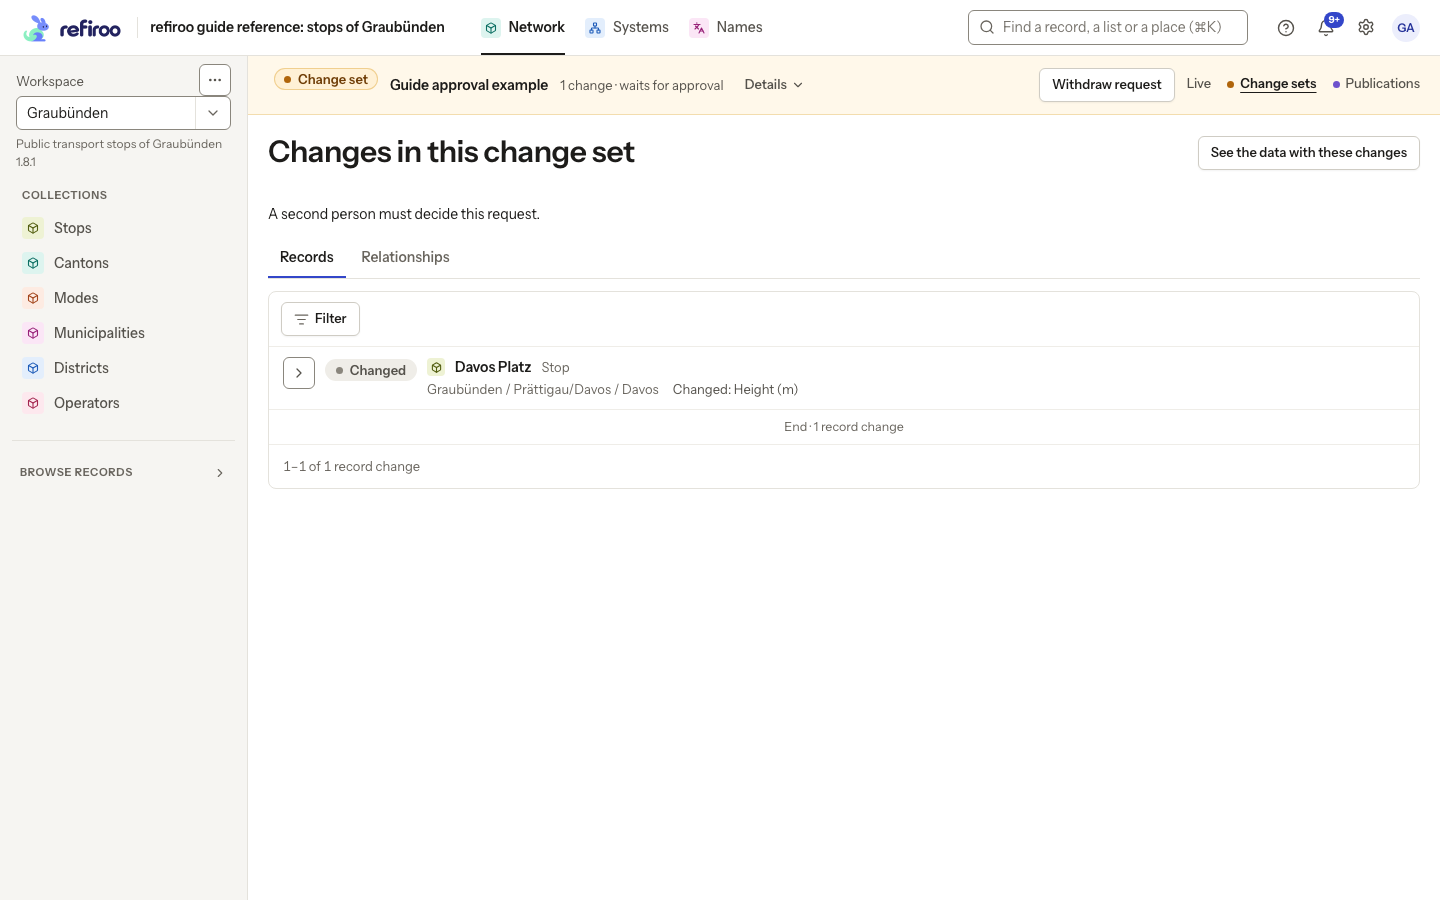 refiroo
refiroo guide reference: stops of Graubünden
Network
Systems
Names
Find a record, a list or a place (⌘K)
9+
GA
Workspace
Graubünden
Public transport stops of Graubünden
1.8.1
COLLECTIONS
Stops
Cantons
Modes
Municipalities
Districts
Operators
BROWSE RECORDS
Change set
Guide approval example
1 change · waits for approval
Details
Withdraw request
Live
Change sets
Publications
Changes in this change set
See the data with these changes
A second person must decide this request.
Records
Relationships
Filter
Changed
Davos Platz Stop
Graubünden / Prättigau/Davos / Davos
Changed: Height (m)
End · 1 record change
1–1 of 1 record change